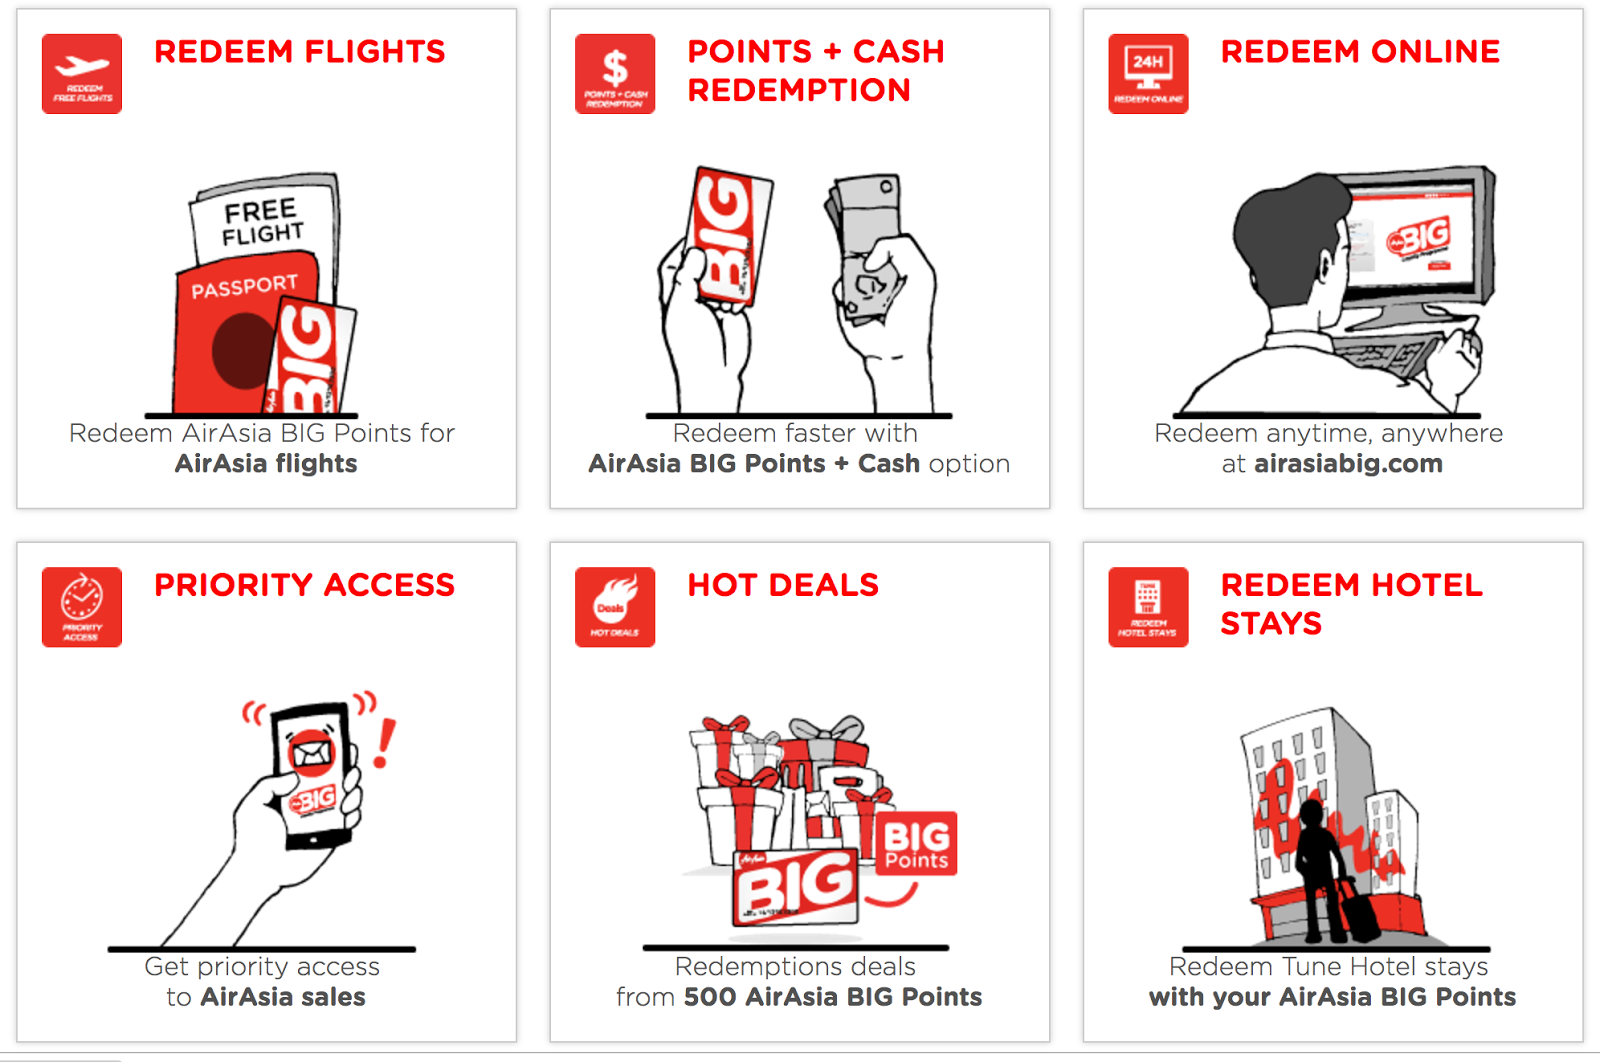 REDEEM FLIGHTS
REDEEM
FREE FLIGHTS
FREE
FLIGHT
PASSPORT
BIG
Redeem AirAsia BIG Points for
AirAsia flights
POINTS + CASH
REDEMPTION
$
POINTS + CASH
REDEMPTION
BIG
Redeem faster with
AirAsia BIG Points + Cash option
REDEEM ONLINE
24H
REDEEM ONLINE
BIG
Redeem anytime, anywhere
at airasiabig.com
PRIORITY ACCESS
PRIORITY
ACCESS
!
BIG
Get priority access
to AirAsia sales
HOT DEALS
Deals
HOT DEALS
BIG
Points
AirAsia
BIG
Redemptions deals
from 500 AirAsia BIG Points
REDEEM HOTEL
STAYS
TUNE
REDEEM
HOTEL STAYS
Redeem Tune Hotel stays
with your AirAsia BIG Points